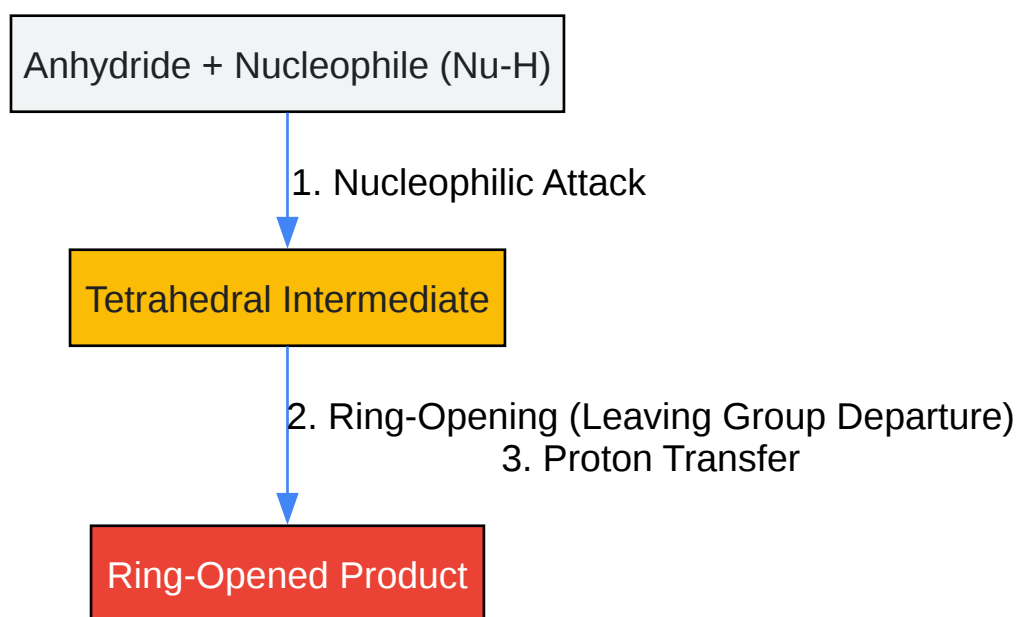 Anhydride + Nucleophile (Nu-H)
1. Nucleophilic Attack
Tetrahedral Intermediate
2. Ring-Opening (Leaving Group Departure)
3. Proton Transfer
Ring-Opened Product